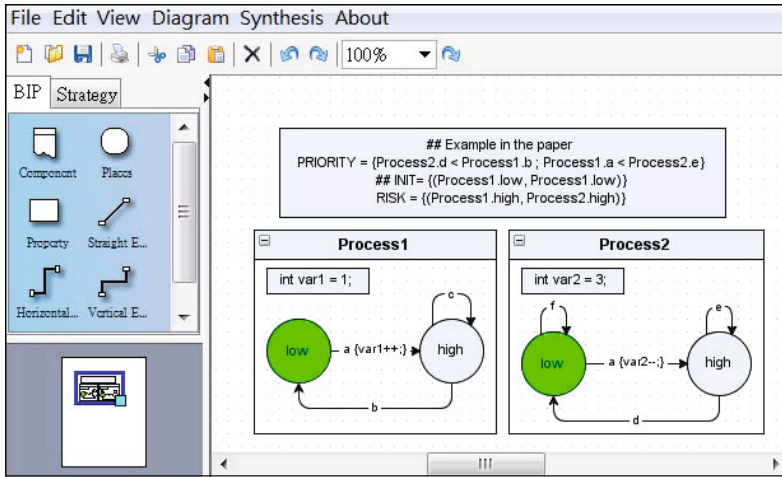 File Edit View Diagram Synthesis About
100%
BIP Strategy
Component Places
Property Straight E...
Horizontal... Vertical E...
## Example in the paper
PRIORITY = {Process2.d < Process1.b ; Process1.a < Process2.e}
## INIT= {(Process1.low, Process1.low)}
RISK = {(Process1.high, Process2.high)}
Process1
int var1 = 1;
c
low
a {var1++;}
high
b
Process2
int var2 = 3;
f
e
low
a {var2--;}
high
d